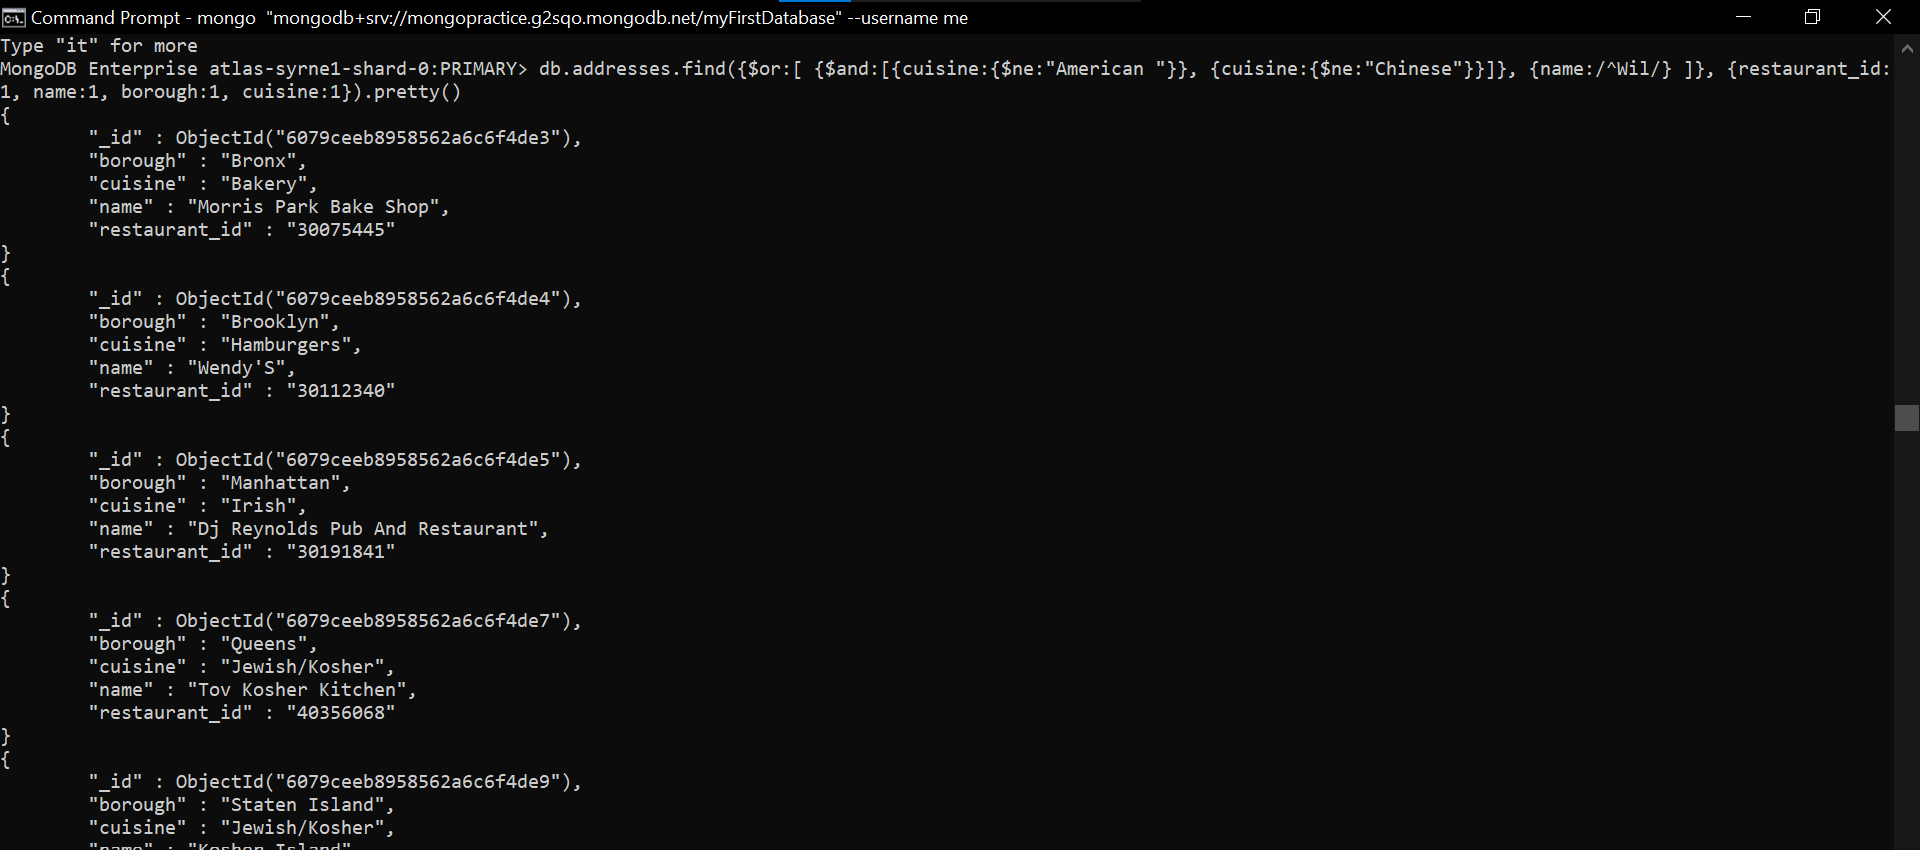 Command Prompt - mongo "mongodb+srv://mongopractice.g2sqo.mongodb.net/myFirstDatabase" --username me
Type "it" for more
MongoDB Enterprise atlas-syrne1-shard-0:PRIMARY> db.addresses.find({$or:[ {$and:[{cuisine:{$ne:"American "}}, {cuisine:{$ne:"Chinese"}}]}, {name:/^Wil/} ]}, {restaurant_id:
1, name:1, borough:1, cuisine:1}).pretty()
{
"_id" : ObjectId("6079ceeb8958562a6c6f4de3"),
"borough" : "Bronx",
"cuisine" : "Bakery",
"name" : "Morris Park Bake Shop",
"restaurant_id" : "30075445"
}
{
"_id" : ObjectId("6079ceeb8958562a6c6f4de4"),
"borough" : "Brooklyn",
"cuisine" : "Hamburgers",
"name" : "Wendy'S",
"restaurant_id" : "30112340"
}
{
"_id" : ObjectId("6079ceeb8958562a6c6f4de5"),
"borough" : "Manhattan",
"cuisine" : "Irish",
"name" : "Dj Reynolds Pub And Restaurant",
"restaurant_id" : "30191841"
}
{
"_id" : ObjectId("6079ceeb8958562a6c6f4de7"),
"borough" : "Queens",
"cuisine" : "Jewish/Kosher",
"name" : "Tov Kosher Kitchen",
"restaurant_id" : "40356068"
}
{
"_id" : ObjectId("6079ceeb8958562a6c6f4de9"),
"borough" : "Staten Island",
"cuisine" : "Jewish/Kosher",
"name" : "Kosher Island"